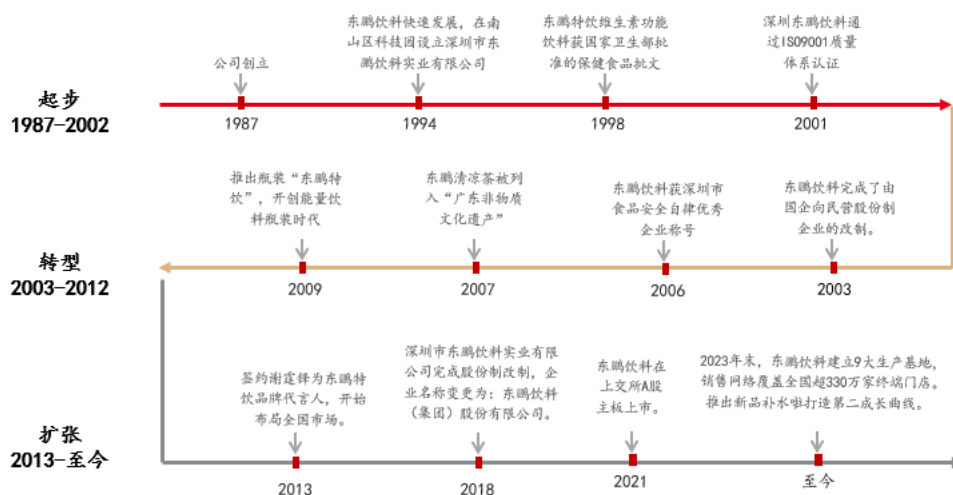 公司创立
东鹏饮料快速发展，在南
山区科技园设立深圳市东
鹏饮料实业有限公司
东鹏特饮维生素功能
饮料获国家卫生部批
准的保健食品批文
深圳东鹏饮料通
过ISO9001质量
体系认证
起步
1987-2002
1987
1994
1998
2001
推出瓶装“东鹏特
饮”，开创能量饮
料瓶装时代
东鹏清凉茶被列
入“广东非物质
文化遗产”
东鹏饮料获深圳市
食品安全自律优秀
企业称号
东鹏饮料完成了由
国企向民营股份制
企业的改制。
转型
2003-2012
2009
2007
2006
2003
签约谢霆锋为东鹏特
饮品牌代言人，开始
布局全国市场。
深圳市东鹏饮料实业有限
公司完成股份制改制，企
业名称变更为：东鹏饮料
（集团）股份有限公司。
东鹏饮料在
上交所A股
主板上市。
2023年末，东鹏饮料建立9大生产基地，
销售网络覆盖全国超330万家终端门店。
推出新品补水啦打造第二成长曲线。
扩张
2013-至今
2013
2018
2021
至今